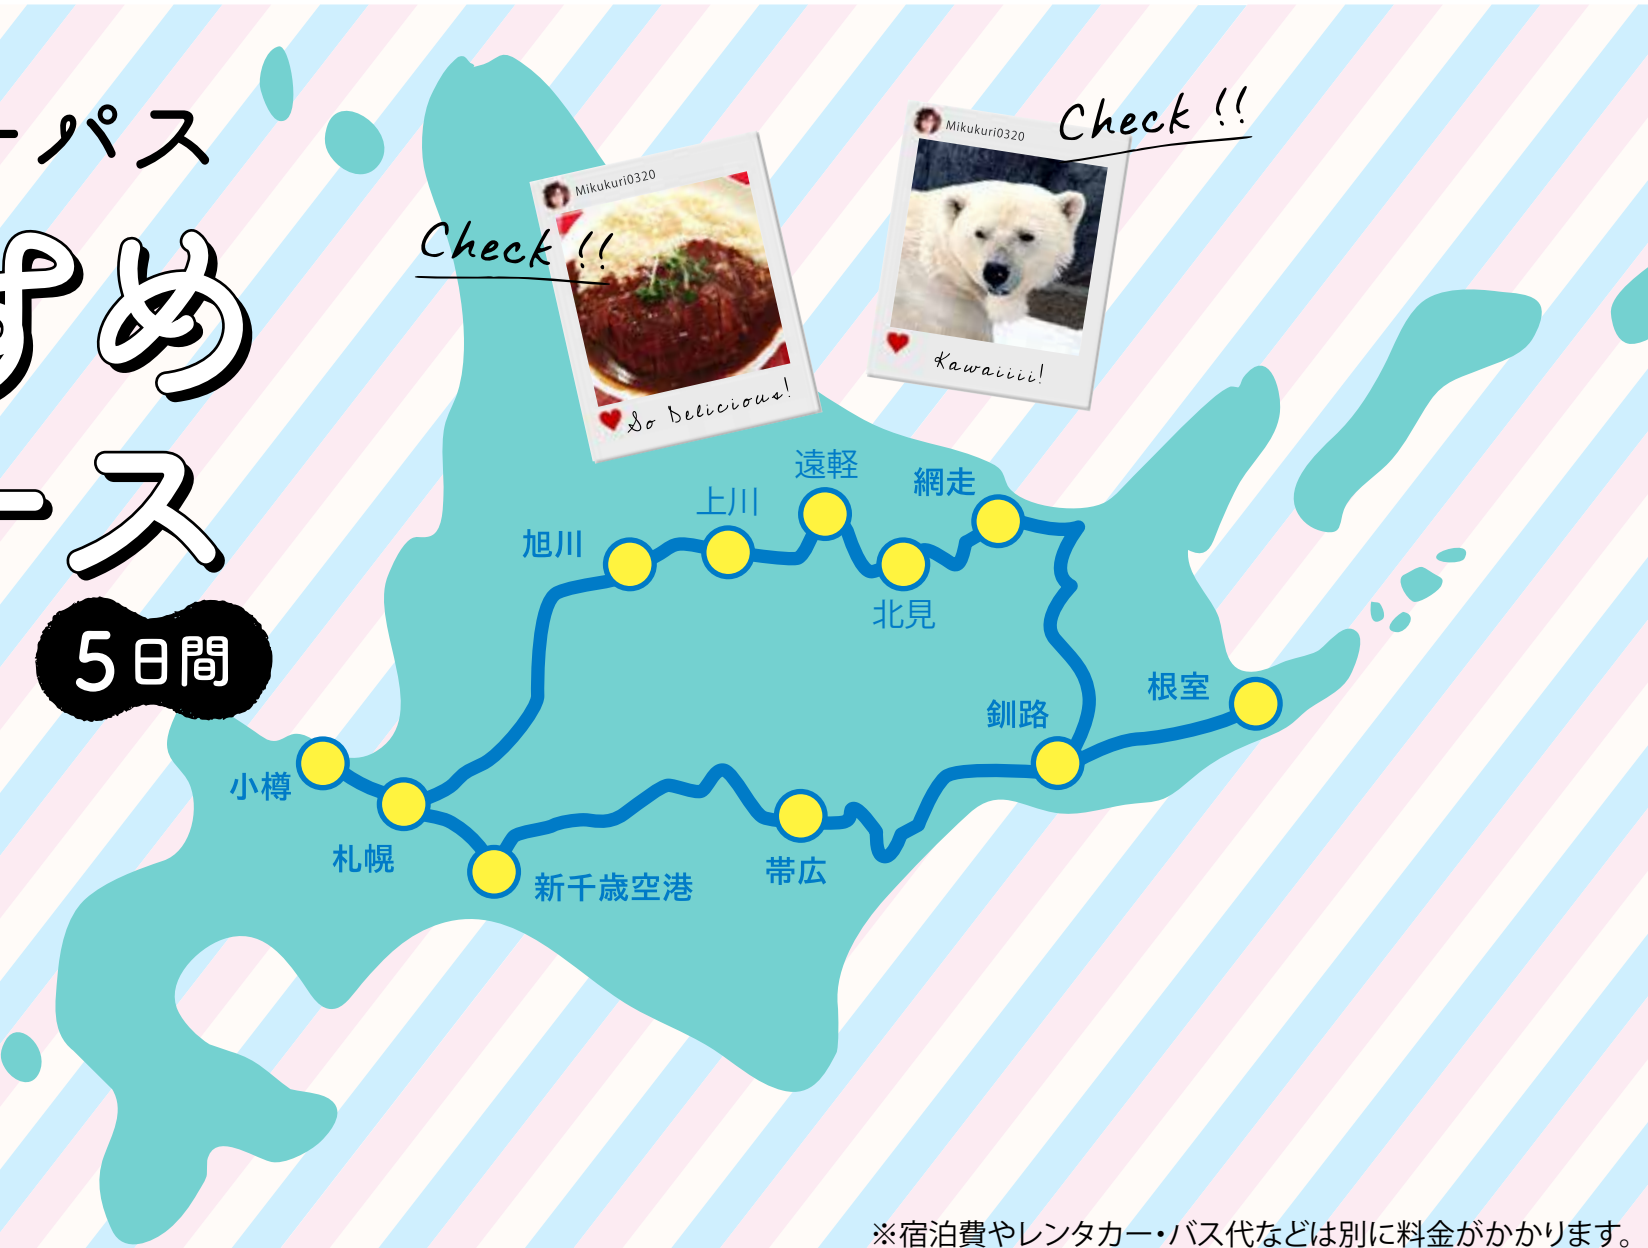 ーパス
すめ
ース
5日間
Mikukuri0320
Check !!
So Delicious!
Mikukuri0320
Check !!
Kawaiiii!
遠軽
網走
上川
旭川
北見
根室
釧路
小樽
札幌
帯広
新千歳空港
※宿泊費やレンタカー・バス代などは別に料金がかかります。